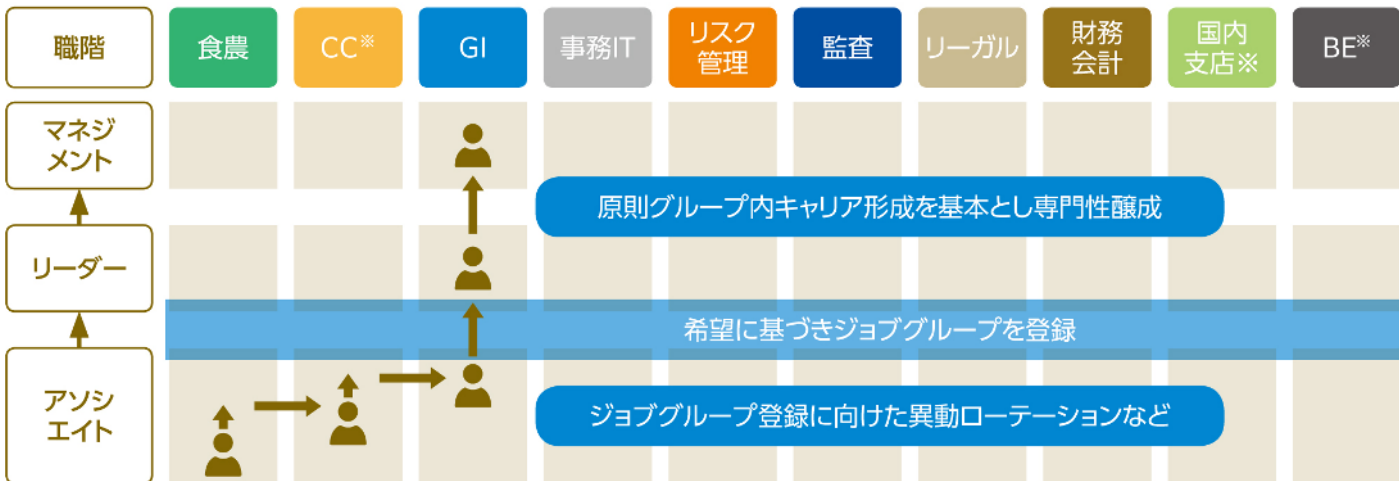 職階
食農
CC※
GI
事務IT
リスク
管理
監査
リーガル
財務
会計
国内
支店※
BE※
マネジ
メント
原則グループ内キャリア形成を基本とし専門性醸成
リーダー
希望に基づきジョブグループを登録
アソシ
エイト
ジョブグループ登録に向けた異動ローテーションなど